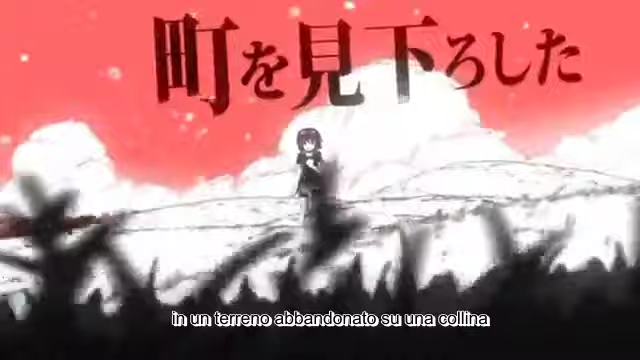 町を見下ろした
in un terreno abbandonato su una collina